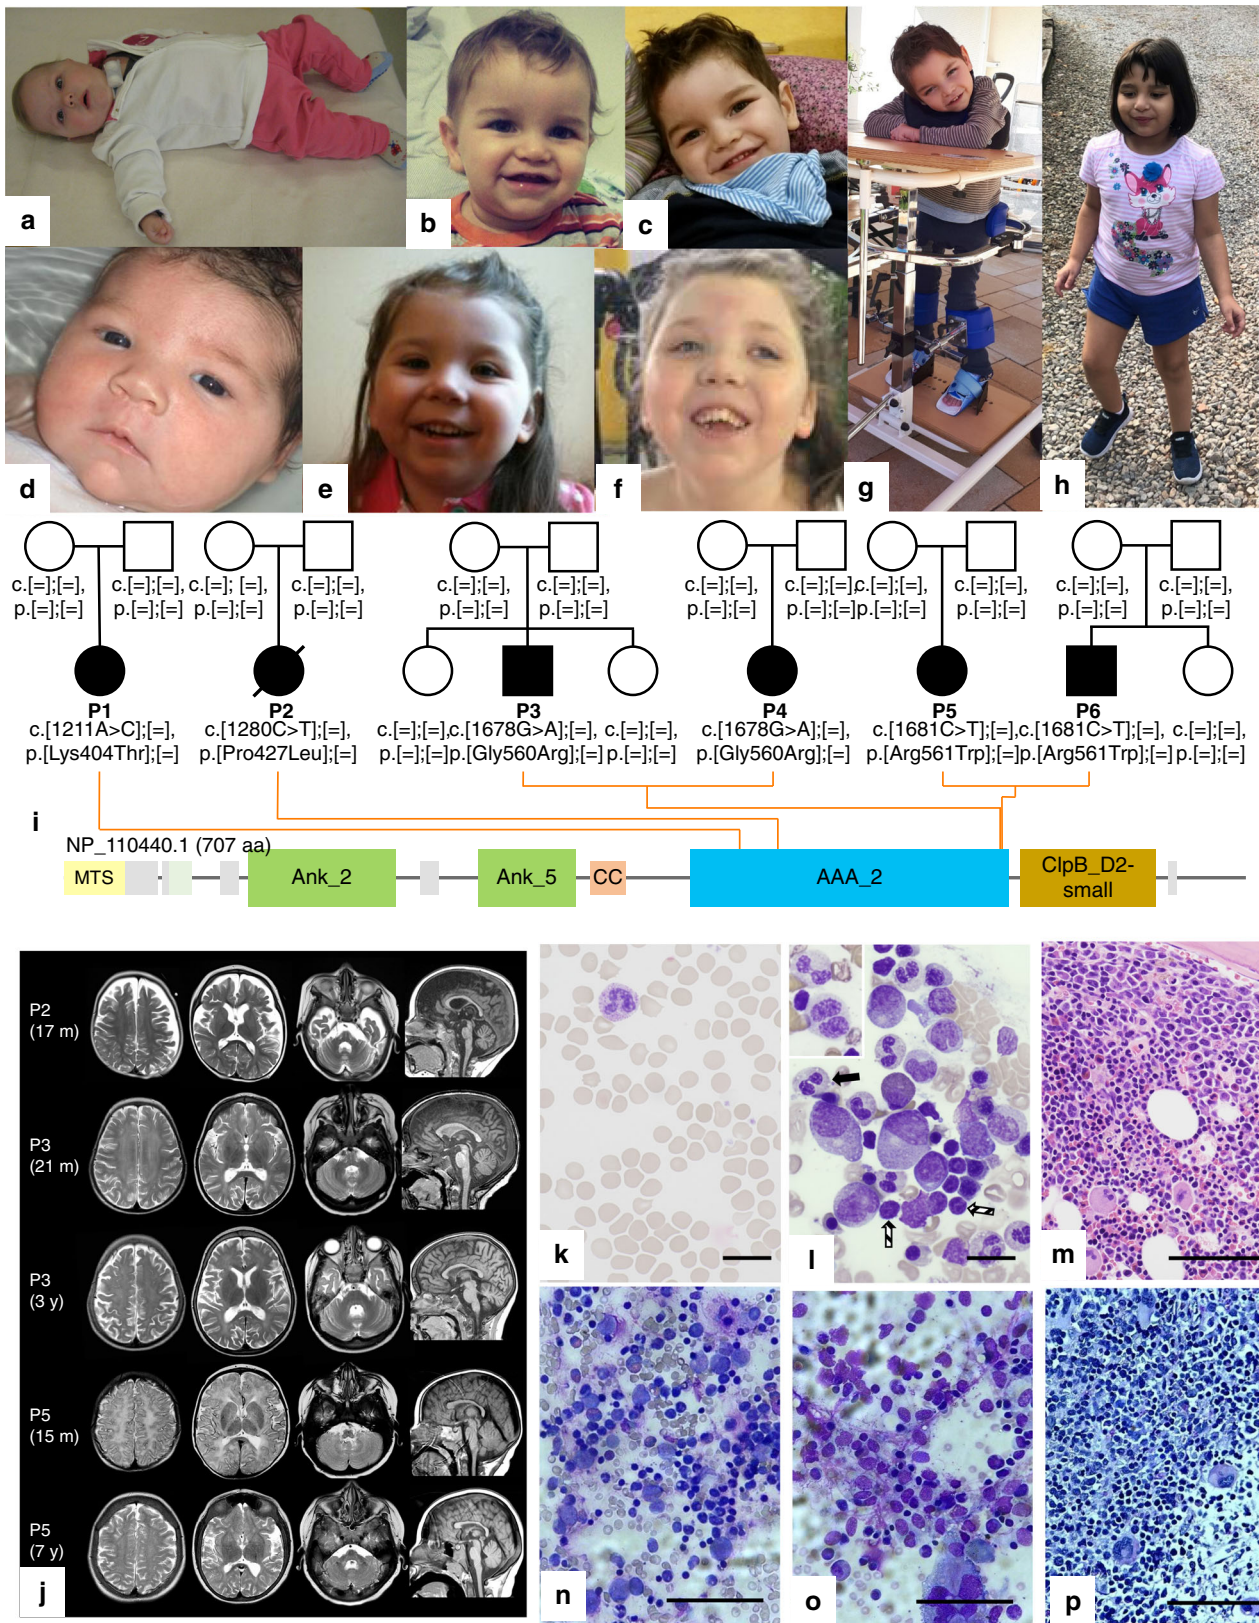 a
b
c
d
e
f
g
h
c.[=];[=], c.[=];[=], c.[=]; [=], c.[=];[=], c.[=];[=], c.[=];[=], c.[=];[=], c.[=];[=], c.[=];[=], c.[=];[=], c.[=];[=], c.[=];[=],
p.[=];[=] p.[=];[=] p.[=];[=] p.[=];[=] p.[=];[=] p.[=];[=] p.[=];[=] p.[=];[=] p.[=];[=] p.[=];[=] p.[=];[=] p.[=];[=]
P1 P2 P3 P4 P5 P6
c.[1211A>C];[=], c.[1280C>T];[=], c.[=];[=], c.[1678G>A];[=], c.[=];[=], c.[1678G>A];[=], c.[1681C>T];[=], c.[1681C>T];[=], c.[=];[=],
p.[Lys404Thr];[=] p.[Pro427Leu];[=] p.[=];[=] p.[Gly560Arg];[=] p.[=];[=] p.[Gly560Arg];[=] p.[Arg561Trp];[=] p.[Arg561Trp];[=] p.[=];[=]
i
NP_110440.1 (707 aa)
MTS Ank_2 Ank_5 CC AAA_2 ClpB_D2-
small
P2
(17 m)
P3
(21 m)
P3
(3 y)
P5
(15 m)
P5
(7 y)
j
k
l
m
n
o
p